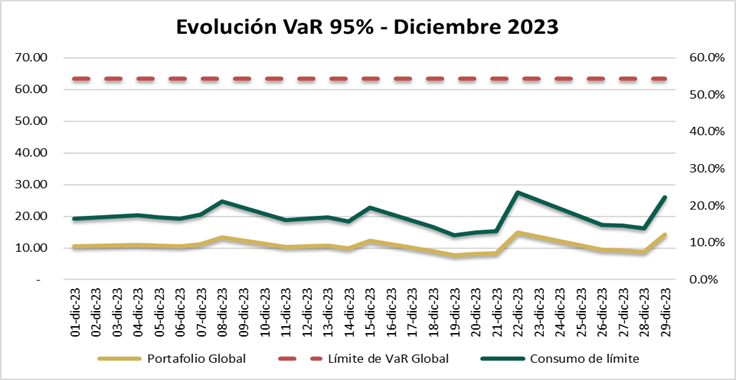 Evolución VaR 95% - Diciembre 2023
70.00
60.00
50.00
40.00
30.00
20.00
10.00
-
60.0%
50.0%
40.0%
30.0%
20.0%
10.0%
0.0%
01-dic-23
02-dic-23
03-dic-23
04-dic-23
05-dic-23
06-dic-23
07-dic-23
08-dic-23
09-dic-23
10-dic-23
11-dic-23
12-dic-23
13-dic-23
14-dic-23
15-dic-23
16-dic-23
17-dic-23
18-dic-23
19-dic-23
20-dic-23
21-dic-23
22-dic-23
23-dic-23
24-dic-23
25-dic-23
26-dic-23
27-dic-23
28-dic-23
29-dic-23
Portafolio Global
Límite de VaR Global
Consumo de límite